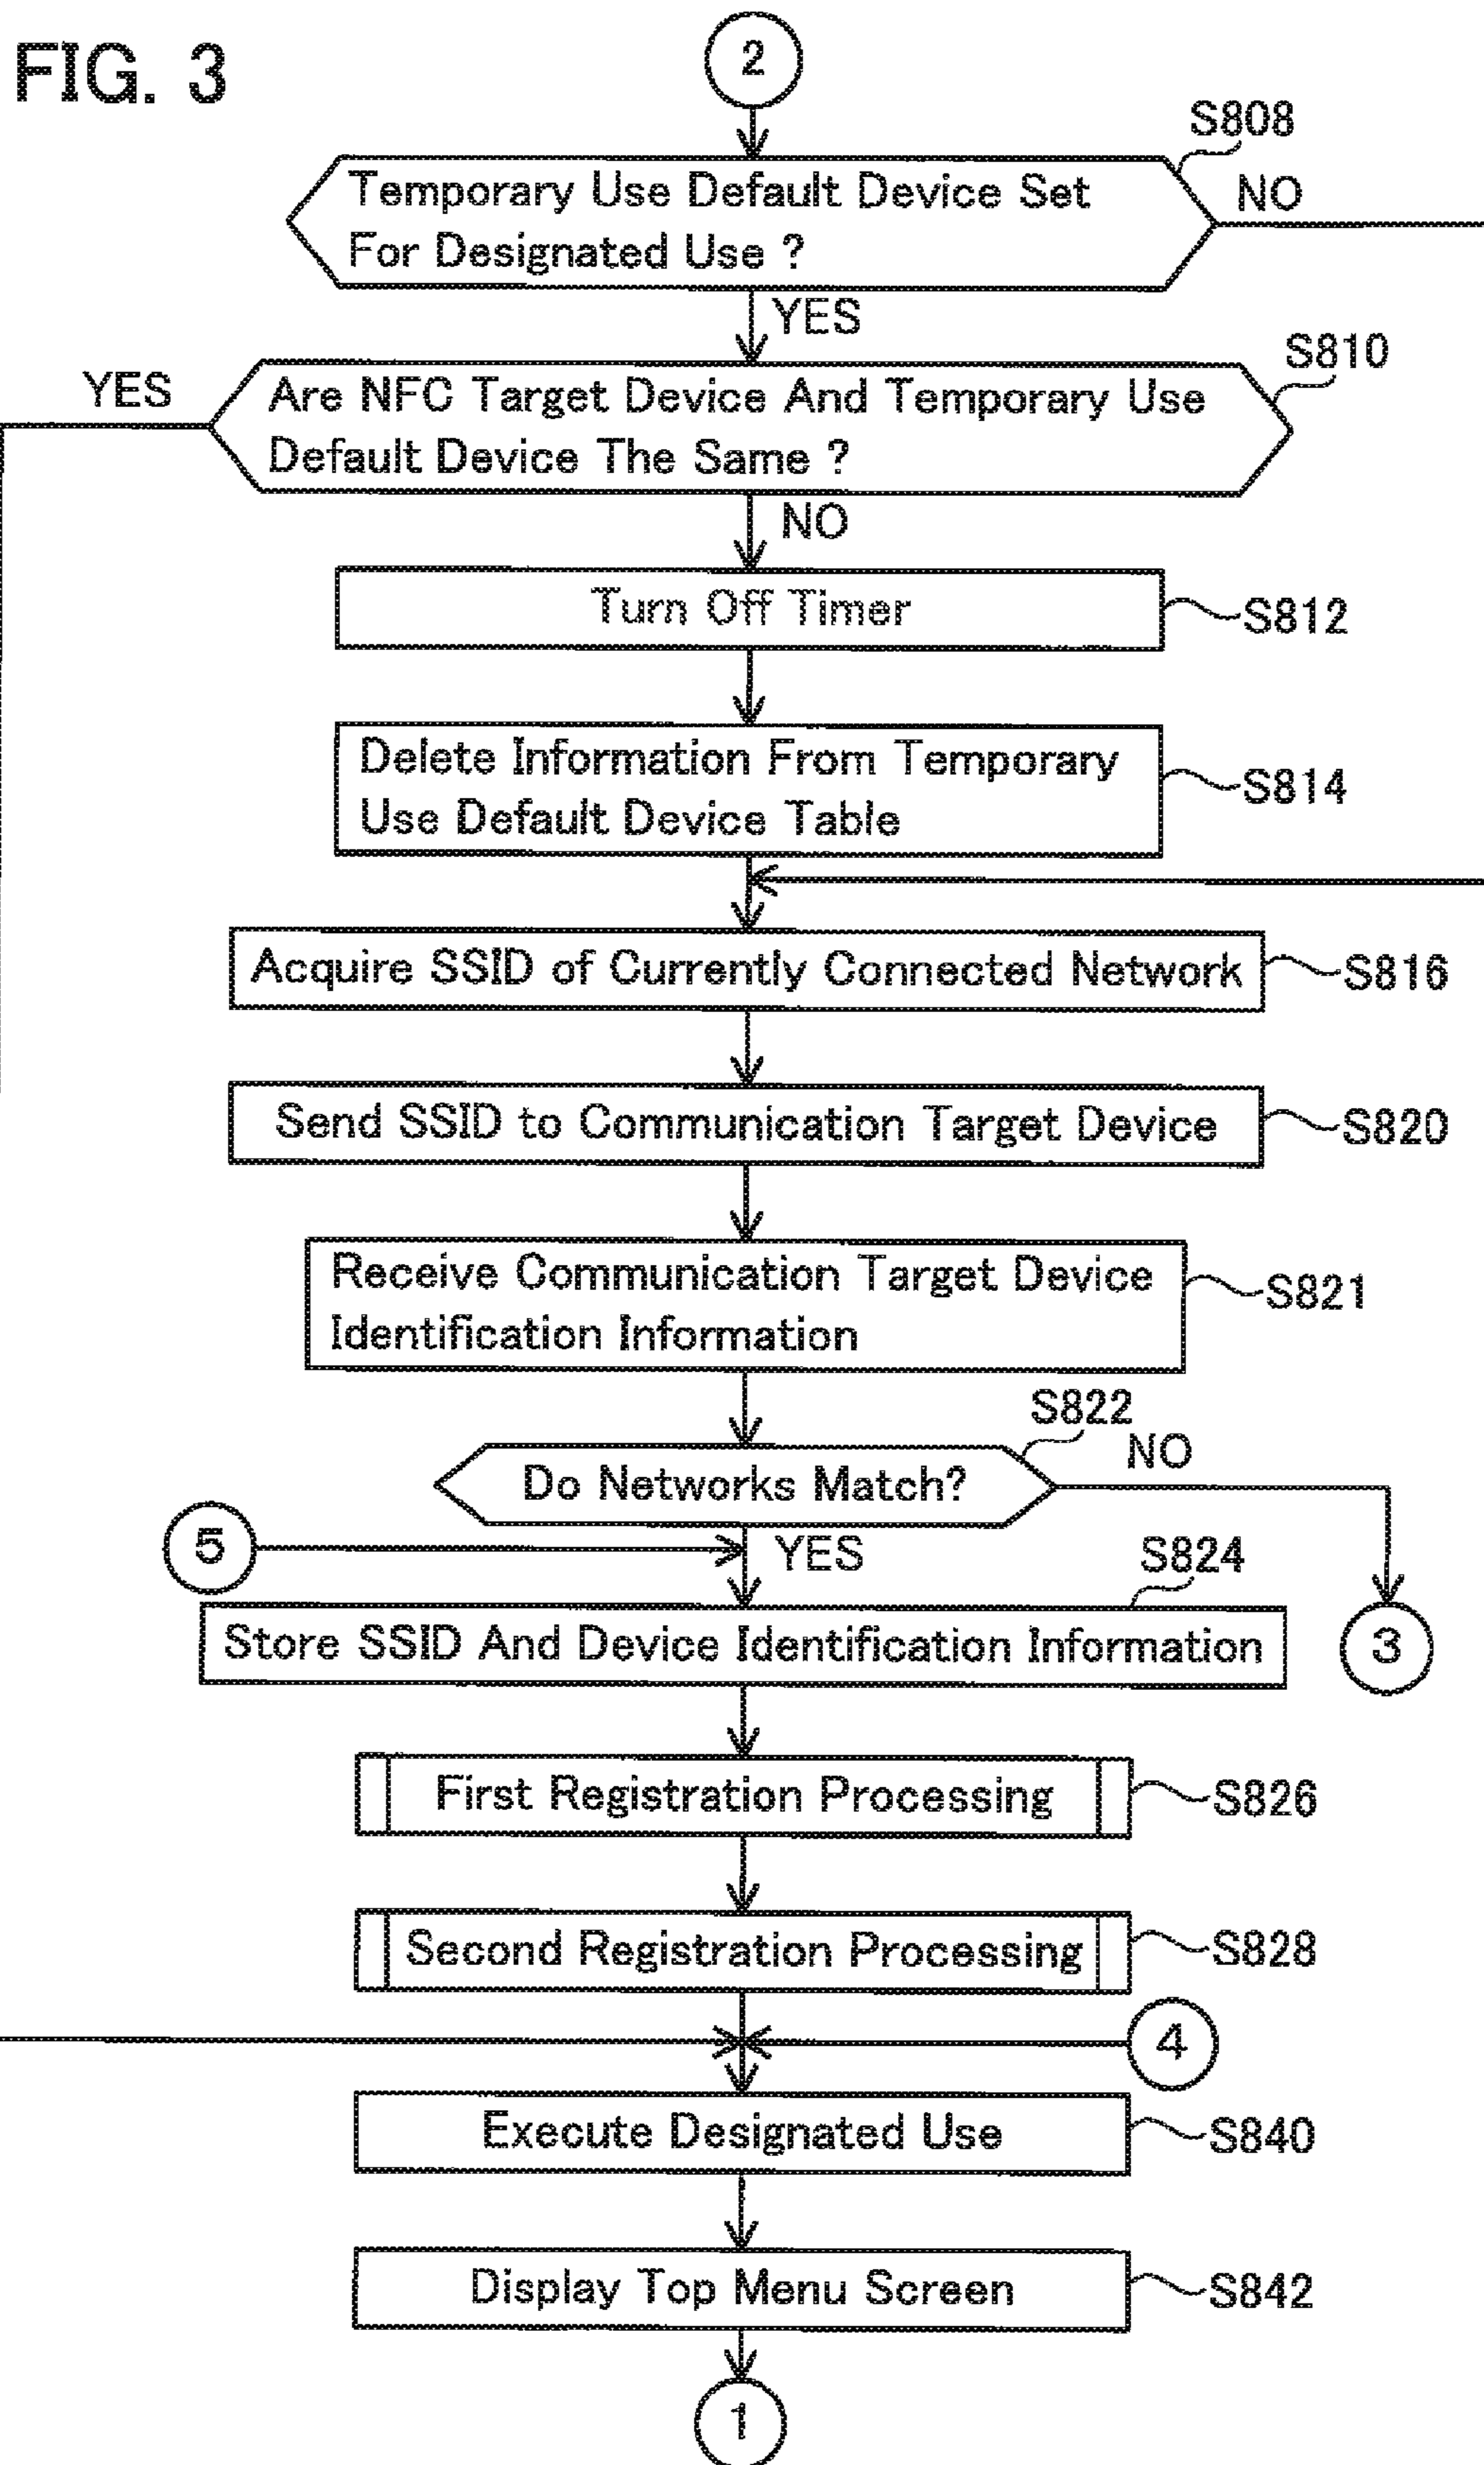 FIG. 3
2
S808
Temporary Use Default Device Set
For Designated Use ?
NO
YES
S810
YES
Are NFC Target Device And Temporary Use
Default Device The Same ?
NO
Turn Off Timer
S812
Delete Information From Temporary
Use Default Device Table
S814
Acquire SSID of Currently Connected Network
S816
Send SSID to Communication Target Device
S820
Receive Communication Target Device
Identification Information
S821
S822
Do Networks Match?
NO
5
YES
S824
Store SSID And Device Identification Information
3
First Registration Processing
S826
Second Registration Processing
S828
4
Execute Designated Use
S840
Display Top Menu Screen
S842
1